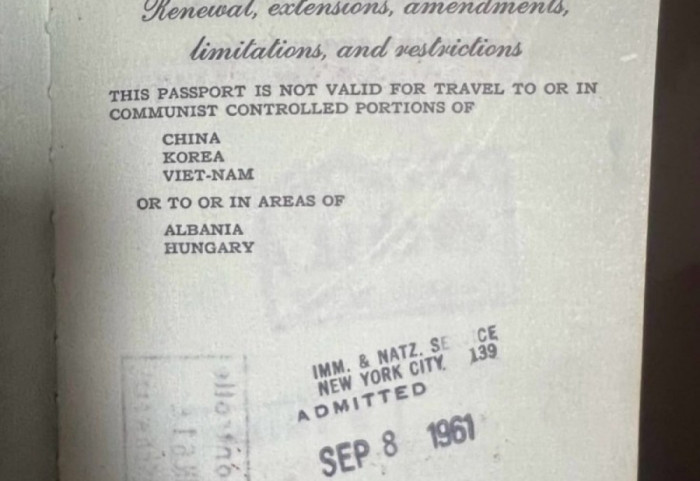 Renewal, extensions, amendments,
limitations, and restrictions
THIS PASSPORT IS NOT VALID FOR TRAVEL TO OR IN
COMMUNIST CONTROLLED PORTIONS OF
CHINA
KOREA
VIET-NAM
OR TO OR IN AREAS OF
ALBANIA
HUNGARY
IMM. & NATZ. SE CE
NEW YORK CITY. 139
ADMITTED
SEP 8 1961